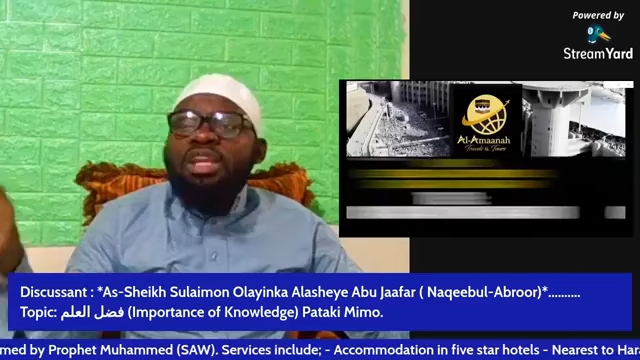 Powered by
StreamYard
Al-Amaanah
Travels & Tours
Discussant : *As-Sheikh Sulaimon Olayinka Alasheye Abu Jaafar ( Naqeebul-Abroor)*..........
Topic: فضل العلم (Importance of Knowledge) Pataki Mimo.
med by Prophet Muhammed (SAW). Services include; - Accommodation in five star hotels - Nearest to Har